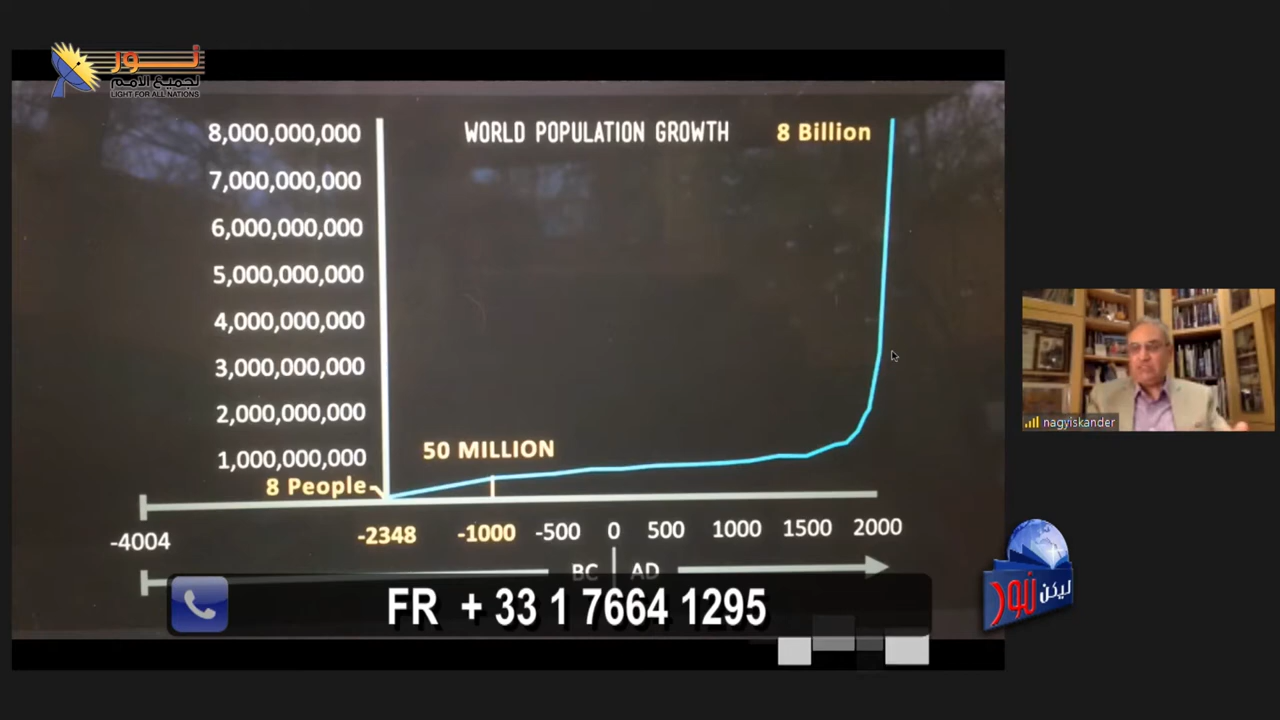 نور
لجميع الامم
LIGHT FOR ALL NATIONS
WORLD POPULATION GROWTH
8 Billion
8,000,000,000
7,000,000,000
6,000,000,000
5,000,000,000
4,000,000,000
3,000,000,000
2,000,000,000
1,000,000,000
50 MILLION
8 People
-4004
-2348
-1000
-500
0
500
1000
1500
2000
BC
AD
nagyiskander
ليكن نور
FR + 33 1 7664 1295